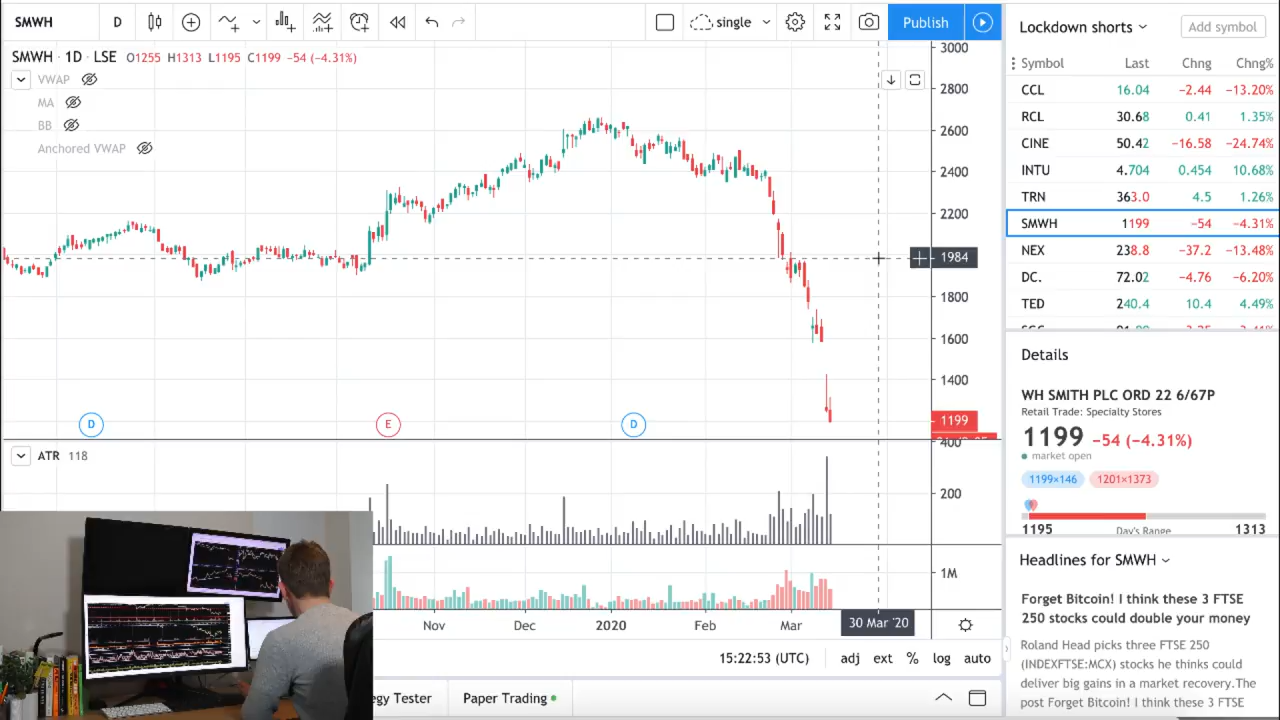 SMWH D single Publish
SMWH · 1D · LSE O1255 H1313 L1195 C1199 −54 (−4.31%)
VWAP
MA
BB
Anchored VWAP
3000
2800
2600
2400
2200
1984
1800
1600
1400
1199
D E D
400
ATR 118
200
1M
Nov Dec 2020 Feb Mar 30 Mar '20
15:22:53 (UTC) adj ext % log auto
egy Tester Paper Trading
Lockdown shorts Add symbol
Symbol Last Chng Chng%
CCL 16.04 −2.44 −13.20%
RCL 30.68 0.41 1.35%
CINE 50.42 −16.58 −24.74%
INTU 4.704 0.454 10.68%
TRN 363.0 4.5 1.26%
SMWH 1199 −54 −4.31%
NEX 238.8 −37.2 −13.48%
DC. 72.02 −4.76 −6.20%
TED 240.4 10.4 4.49%
Details
WH SMITH PLC ORD 22 6/67P
Retail Trade: Specialty Stores
1199 −54 (−4.31%)
market open
1199×146 1201×1373
1195 Day's Range 1313
Headlines for SMWH
Forget Bitcoin! I think these 3 FTSE
250 stocks could double your money
Roland Head picks three FTSE 250
(INDEXFTSE:MCX) stocks he thinks could
deliver big gains in a market recovery.The
post Forget Bitcoin! I think these 3 FTSE